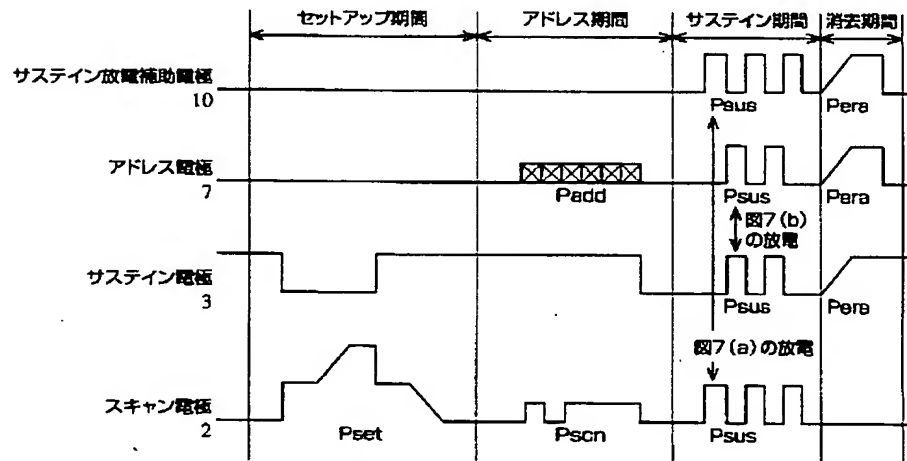 セットアップ期間 アドレス期間 サステイン期間 消去期間
サステイン放電補助電極
10
Psus Pera
アドレス電極
7
Padd Psus Pera
図7(b)
の放電
サステイン電極
3
Psus Pera
図7(a)の放電
スキャン電極
2
Pset Pscn Psus